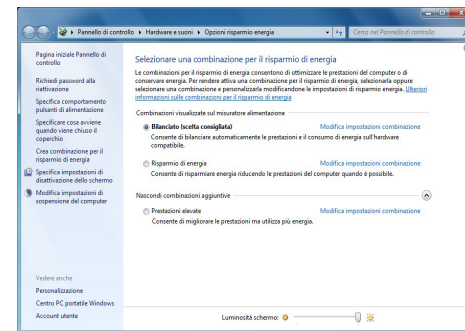 Pannello di controllo ▸ Hardware e suoni ▸ Opzioni risparmio energia
Cerca nel Pannello di controllo
Pagina iniziale Pannello di
controllo
Richiedi password alla
riattivazione
Specifica comportamento
pulsanti di alimentazione
Specificare cosa avviene
quando viene chiuso il
coperchio
Crea combinazione per il
risparmio di energia
Specifica impostazioni di
disattivazione dello schermo
Modifica impostazioni di
sospensione del computer
Vedere anche
Personalizzazione
Centro PC portatile Windows
Account utente
Selezionare una combinazione per il risparmio di energia
Le combinazioni per il risparmio di energia consentono di ottimizzare le prestazioni del computer o di
conservare energia. Per rendere attiva una combinazione per il risparmio di energia, selezionarla oppure
selezionare una combinazione e personalizzarla modificandone le impostazioni di risparmio energia. Ulteriori
informazioni sulle combinazioni per il risparmio di energia
Combinazioni visualizzate sul misuratore alimentazione
Bilanciato (scelta consigliata) Modifica impostazioni combinazione
Consente di bilanciare automaticamente le prestazioni e il consumo di energia sull'hardware
compatibile.
Risparmio di energia Modifica impostazioni combinazione
Consente di risparmiare energia riducendo le prestazioni del computer quando è possibile.
Nascondi combinazioni aggiuntive
Prestazioni elevate Modifica impostazioni combinazione
Consente di migliorare le prestazioni ma utilizza più energia.
Luminosità schermo: